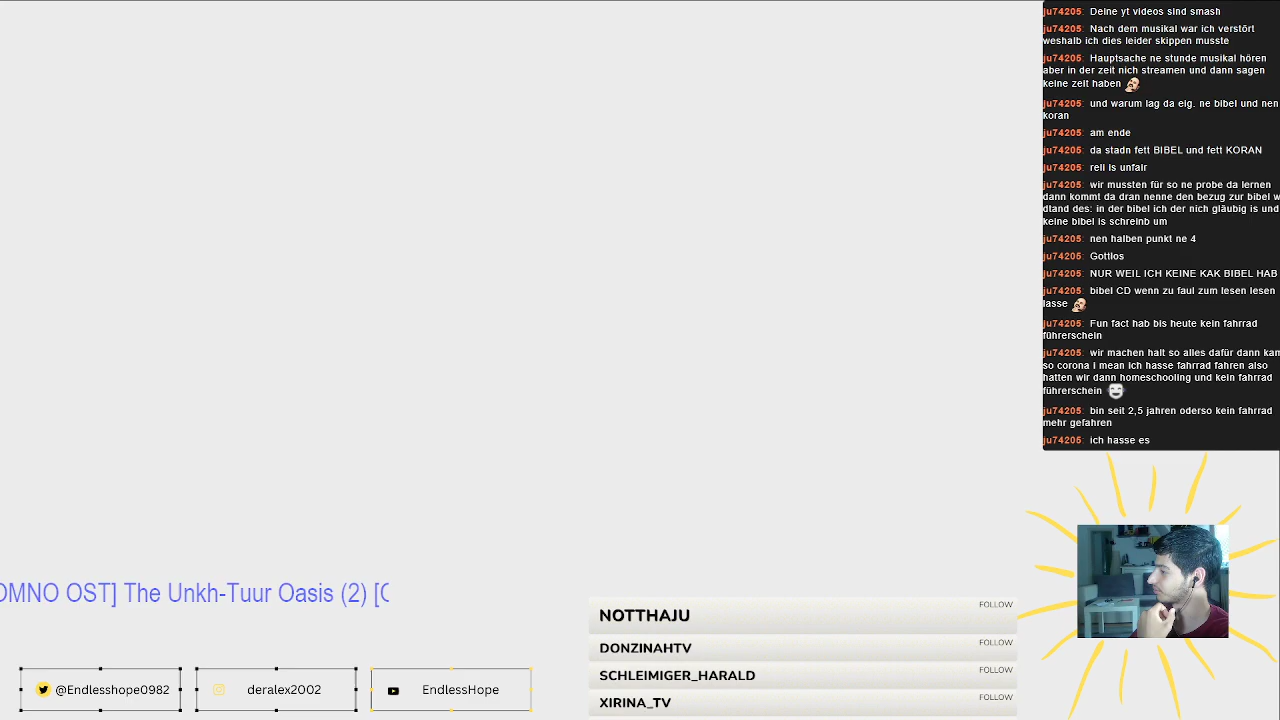 ju74205: Deine yt videos sind smash
ju74205: Nach dem musikal war ich verstört
weshalb ich dies leider skippen musste
ju74205: Hauptsache ne stunde musikal hören
aber in der zeit nich streamen und dann sagen
keine zeit haben
ju74205: und warum lag da eig. ne bibel und nen
koran
ju74205: am ende
ju74205: da stadn fett BIBEL und fett KORAN
ju74205: reli is unfair
ju74205: wir mussten für so ne probe da lernen
dann kommt da dran nenne den bezug zur bibel w
dtand des: in der bibel ich der nich gläubig is und
keine bibel is schreinb um
ju74205: nen halben punkt ne 4
ju74205: Gottlos
ju74205: NUR WEIL ICH KEINE KAK BIBEL HAB
ju74205: bibel CD wenn zu faul zum lesen lesen
lasse
ju74205: Fun fact hab bis heute kein fahrrad
führerschein
ju74205: wir machen halt so alles dafür dann kam
so corona i mean ich hasse fahrrad fahren also
hatten wir dann homeschooling und kein fahrrad
führerschein
ju74205: bin seit 2,5 jahren oderso kein fahrrad
mehr gefahren
ju74205: ich hasse es
OMNO OST] The Unkh-Tuur Oasis (2) [
NOTTHAJU FOLLOW
DONZINAHTV FOLLOW
SCHLEIMIGER_HARALD FOLLOW
XIRINA_TV FOLLOW
@Endlesshope0982 deralex2002 EndlessHope